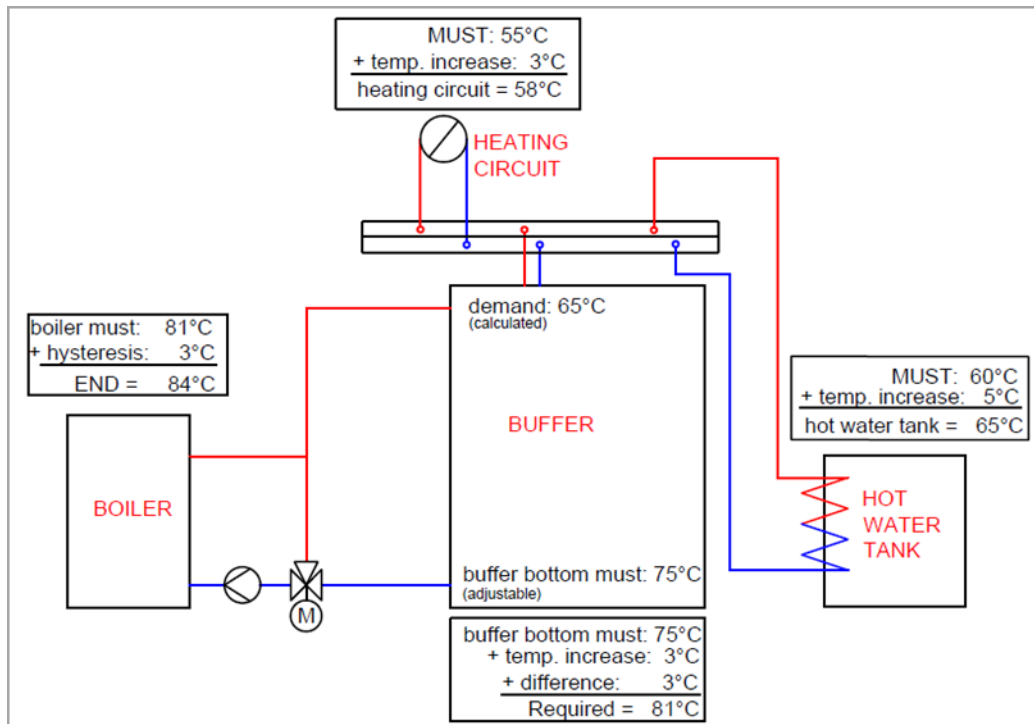 MUST: 55°C
+ temp. increase: 3°C
heating circuit = 58°C
HEATING
CIRCUIT
demand: 65°C
(calculated)
boiler must: 81°C
+ hysteresis: 3°C
END = 84°C
MUST: 60°C
+ temp. increase: 5°C
hot water tank = 65°C
BUFFER
BOILER
HOT
WATER
TANK
buffer bottom must: 75°C
(adjustable)
M
buffer bottom must: 75°C
+ temp. increase: 3°C
+ difference: 3°C
Required = 81°C